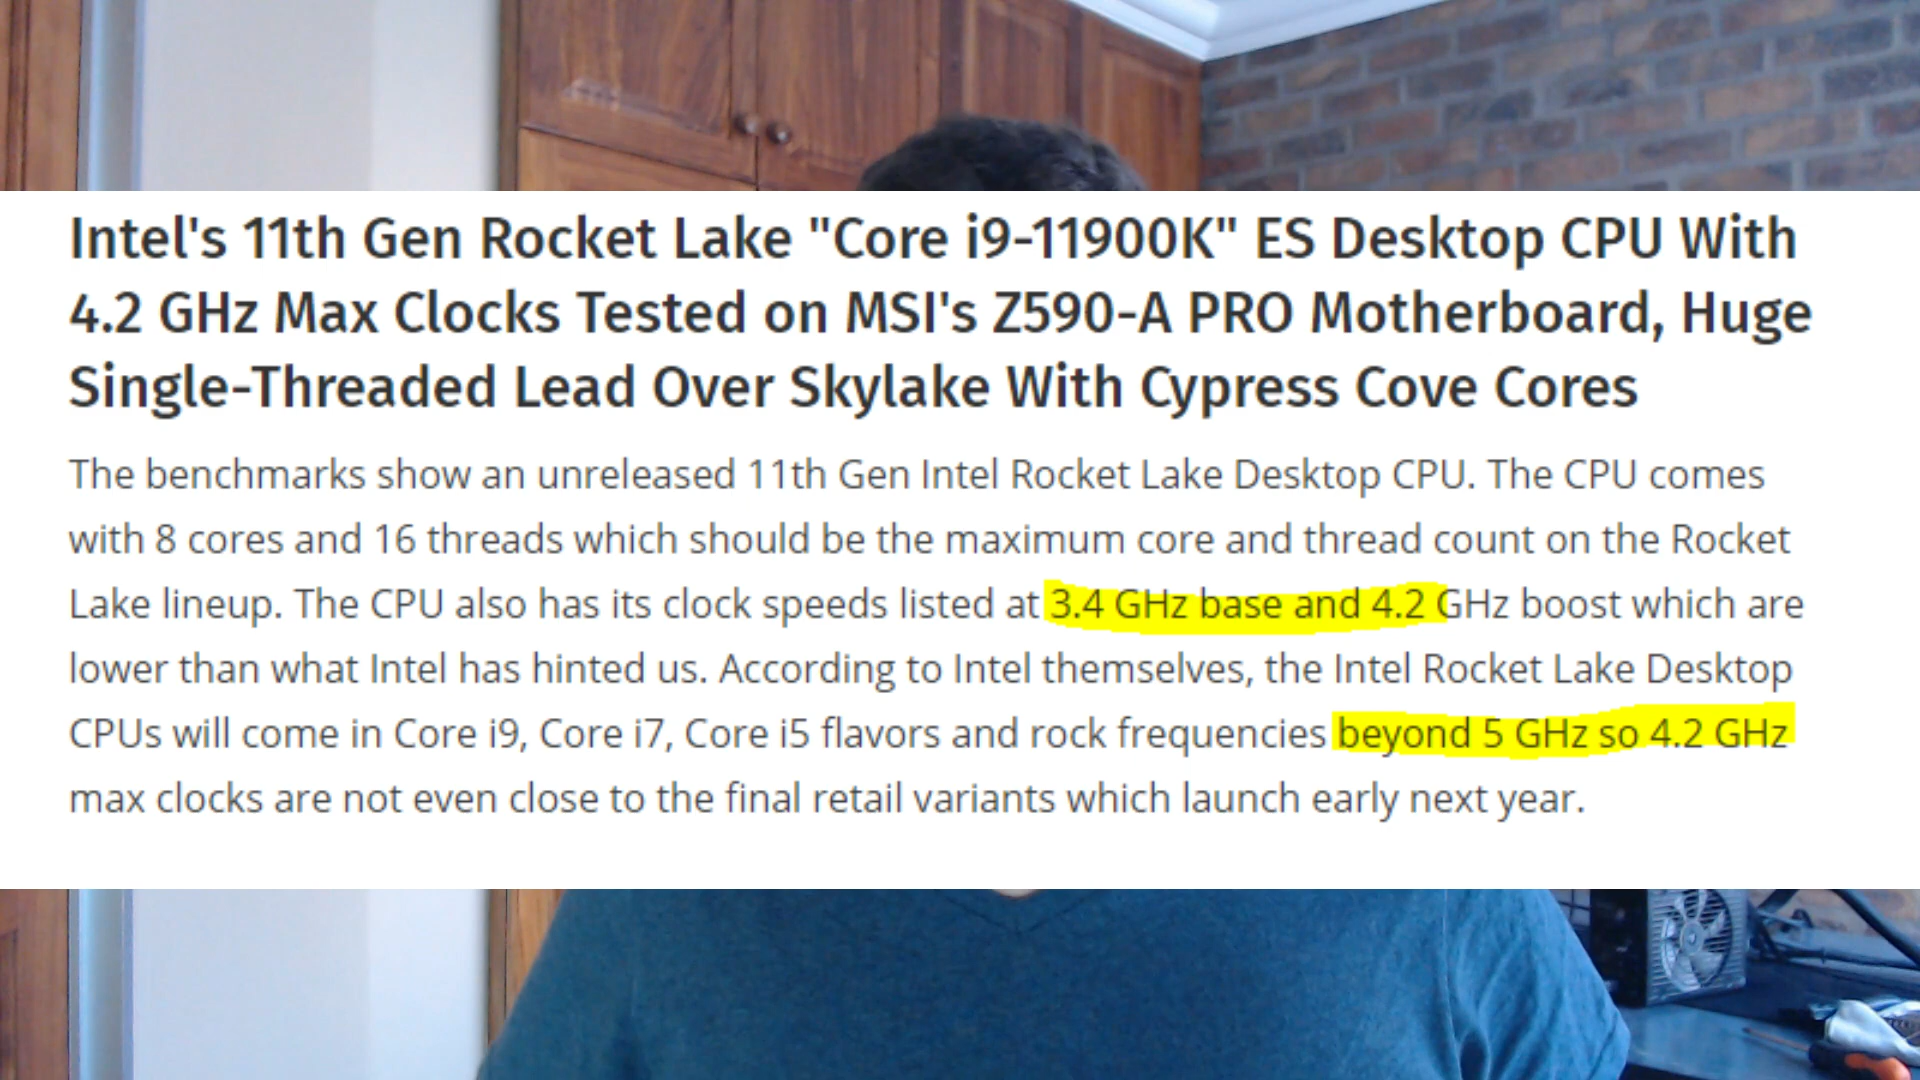 Intel's 11th Gen Rocket Lake "Core i9-11900K" ES Desktop CPU With
4.2 GHz Max Clocks Tested on MSI's Z590-A PRO Motherboard, Huge
Single-Threaded Lead Over Skylake With Cypress Cove Cores
The benchmarks show an unreleased 11th Gen Intel Rocket Lake Desktop CPU. The CPU comes
with 8 cores and 16 threads which should be the maximum core and thread count on the Rocket
Lake lineup. The CPU also has its clock speeds listed at 3.4 GHz base and 4.2 GHz boost which are
lower than what Intel has hinted us. According to Intel themselves, the Intel Rocket Lake Desktop
CPUs will come in Core i9, Core i7, Core i5 flavors and rock frequencies beyond 5 GHz so 4.2 GHz
max clocks are not even close to the final retail variants which launch early next year.